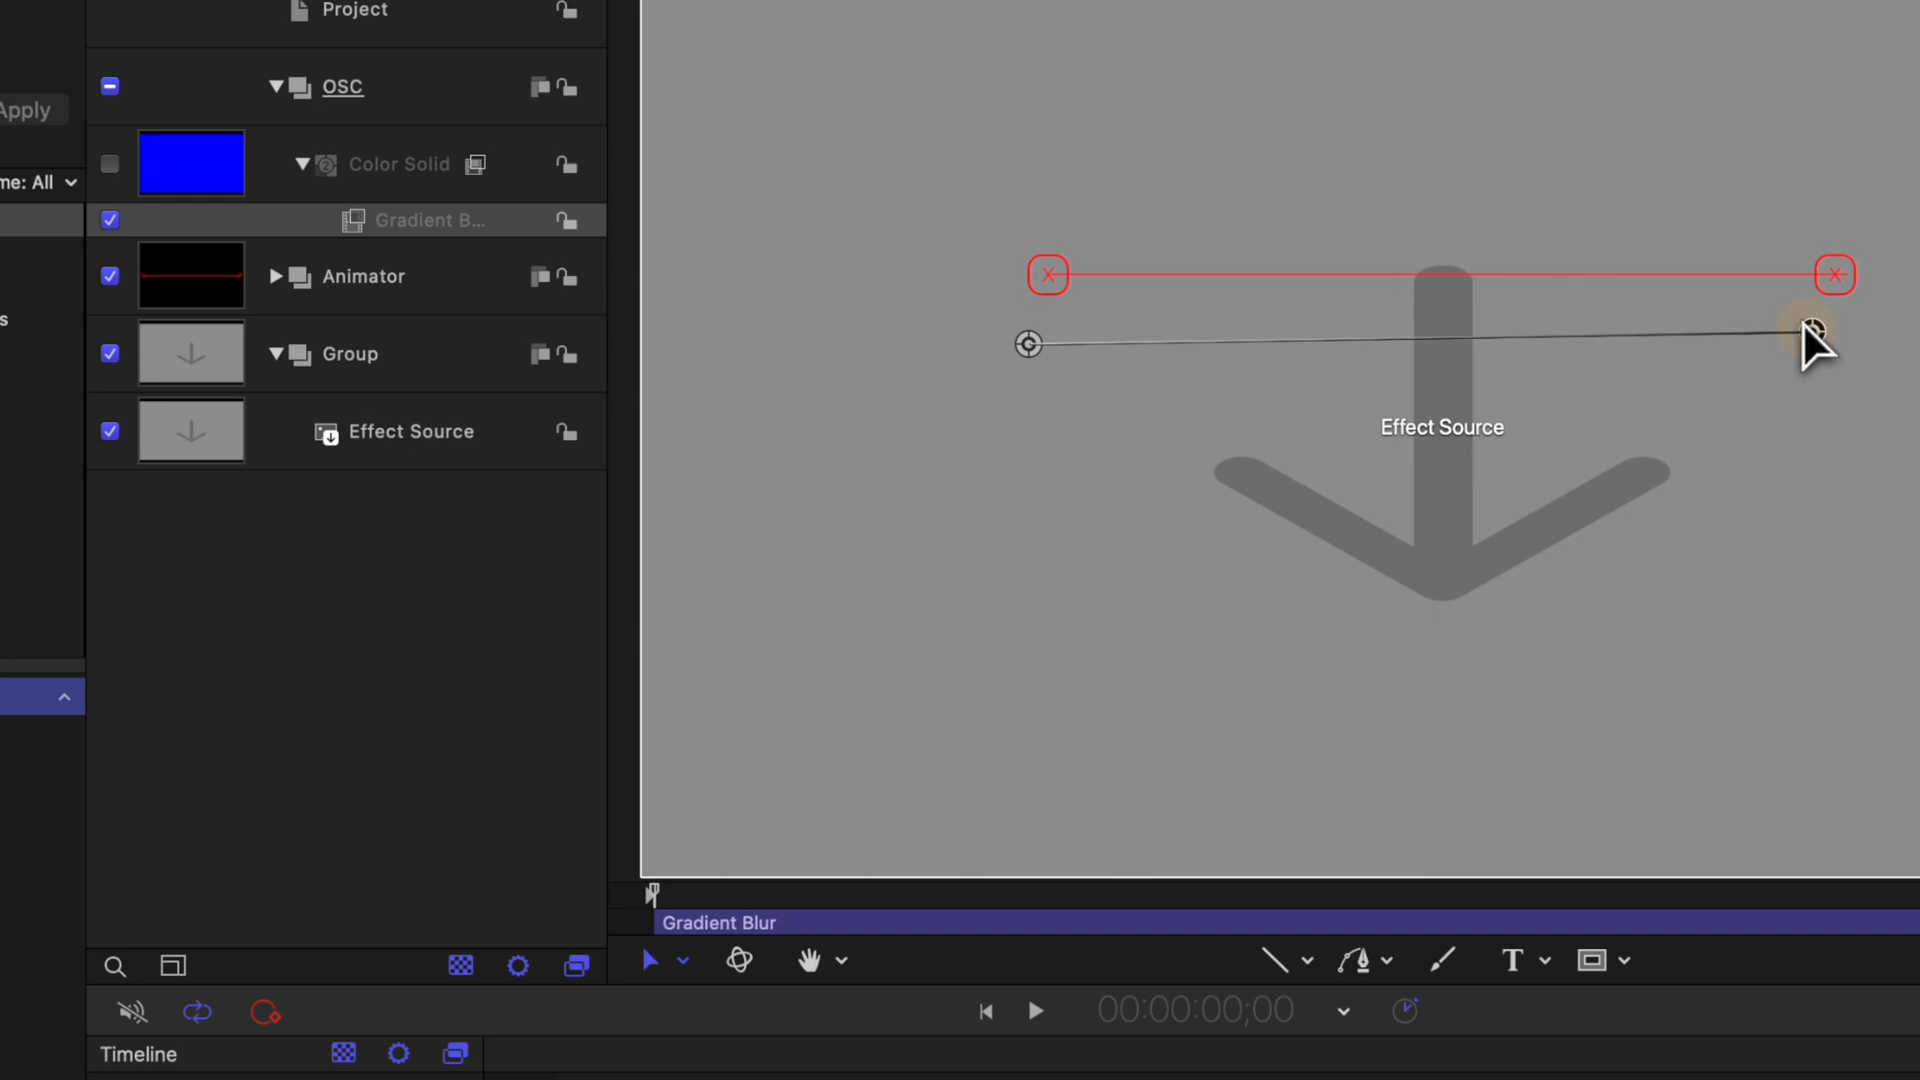 Project
OSC
Apply
Color Solid
me: All
Gradient B...
Animator
s
Group
Effect Source
X
X
Effect Source
Gradient Blur
T
00:00:00;00
Timeline